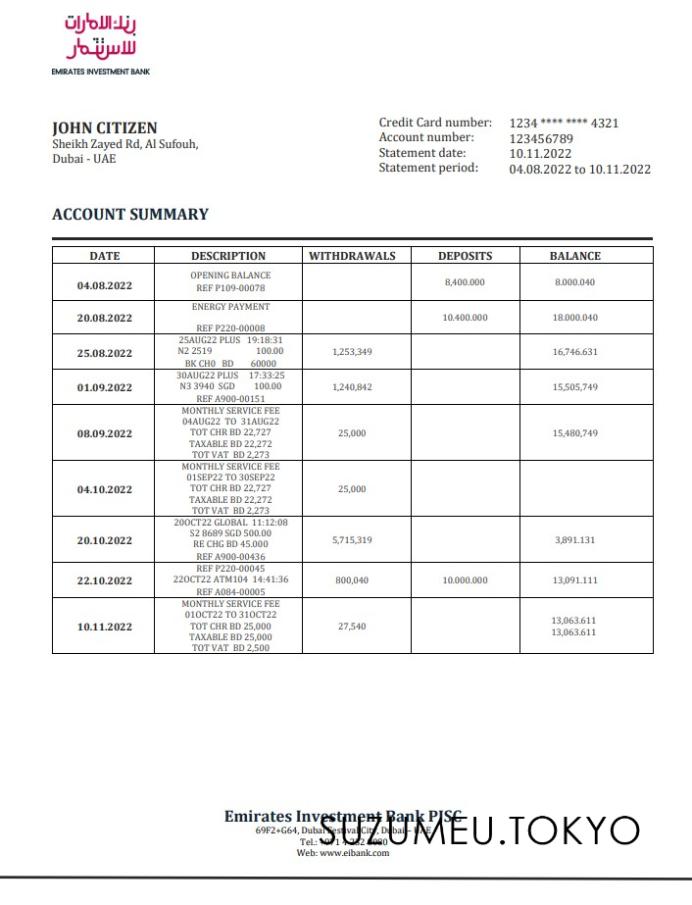 بنك الإمارات
للاستثمار
EMIRATES INVESTMENT BANK
JOHN CITIZEN
Sheikh Zayed Rd, Al Sufouh,
Dubai - UAE
Credit Card number: 1234 **** **** 4321
Account number: 123456789
Statement date: 10.11.2022
Statement period: 04.08.2022 to 10.11.2022
ACCOUNT SUMMARY
DATE DESCRIPTION WITHDRAWALS DEPOSITS BALANCE
04.08.2022 OPENING BALANCE 8,400.000 8.000.040
REF P109-00078
20.08.2022 ENERGY PAYMENT 10.400.000 18.000.040
REF P220-00008
25.08.2022 25AUG22 PLUS 19:18:31 1,253,349 16,746.631
N2 2519 100.00
BK CH0 BD 60000
01.09.2022 30AUG22 PLUS 17:33:25 1,240,842 15,505,749
N3 3940 SGD 100.00
REF A900-00151
08.09.2022 MONTHLY SERVICE FEE 25,000 15,480,749
04AUG22 TO 31AUG22
TOT CHR BD 22,727
TAXABLE BD 22,272
TOT VAT BD 2,273
04.10.2022 MONTHLY SERVICE FEE 25,000
01SEP22 TO 30SEP22
TOT CHR BD 22,727
TAXABLE BD 22,272
TOT VAT BD 2,273
20.10.2022 20OCT22 GLOBAL 11:12:08 5,715,319 3,891.131
S2 8689 SGD 500.00
RE CHG BD 45.000
REF A900-00436
22.10.2022 REF P220-00045 800,040 10.000.000 13,091.111
22OCT22 ATM104 14:41:36
REF A084-00005
10.11.2022 MONTHLY SERVICE FEE 27,540 13,063.611
01OCT22 TO 31OCT22 13,063.611
TOT CHR BD 25,000
TAXABLE BD 25,000
TOT VAT BD 2,500
Emirates Investment Bank PJSC
69F2+G64, Dubai Festival City, Dubai - UAE
SUZUMEU.TOKYO
Tel.:
Web: www.eibank.com